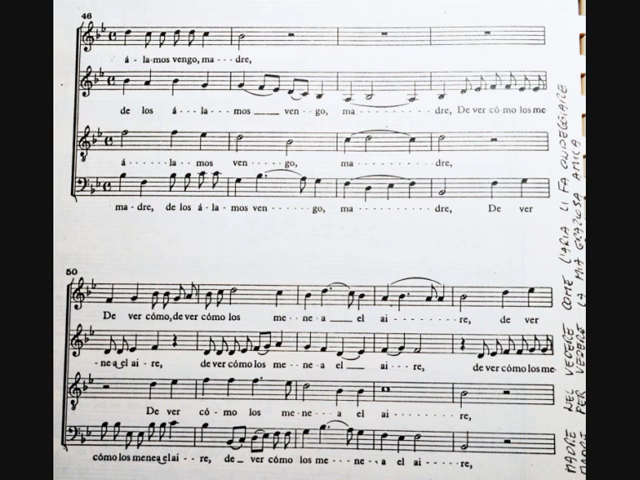 46
á - la-mos vengo, ma - - dre,
de los á - - la - - mos ___ ven - - go, ma - - - - dre, De ver có-mo los me
á - - - - la - - mos ven - - - - go, ma - - - - - - dre,
ma - dre, de los á - la - - mos ven - - - - go, ma - - - - dre, De ver
50
De ver cómo, de ver cómo los me - - ne - a ___ el ai - - - - re, de ver
- ne a el ai - re, de ver cómo los me - ne - a ___ el ai - - - - re, de ver cómo los me-
De ver có - mo los me - ne - a el ai - - - - re,
cómo los menea el ai - - re, de _ ver cómo los me - - ne - - a el ai - - - re,
MADRE NEL VEDERE COME L'ARIA LI FA ONDEGGIARE
MADRE PER VEDERE LA MIA GRAZIOSA AMICA